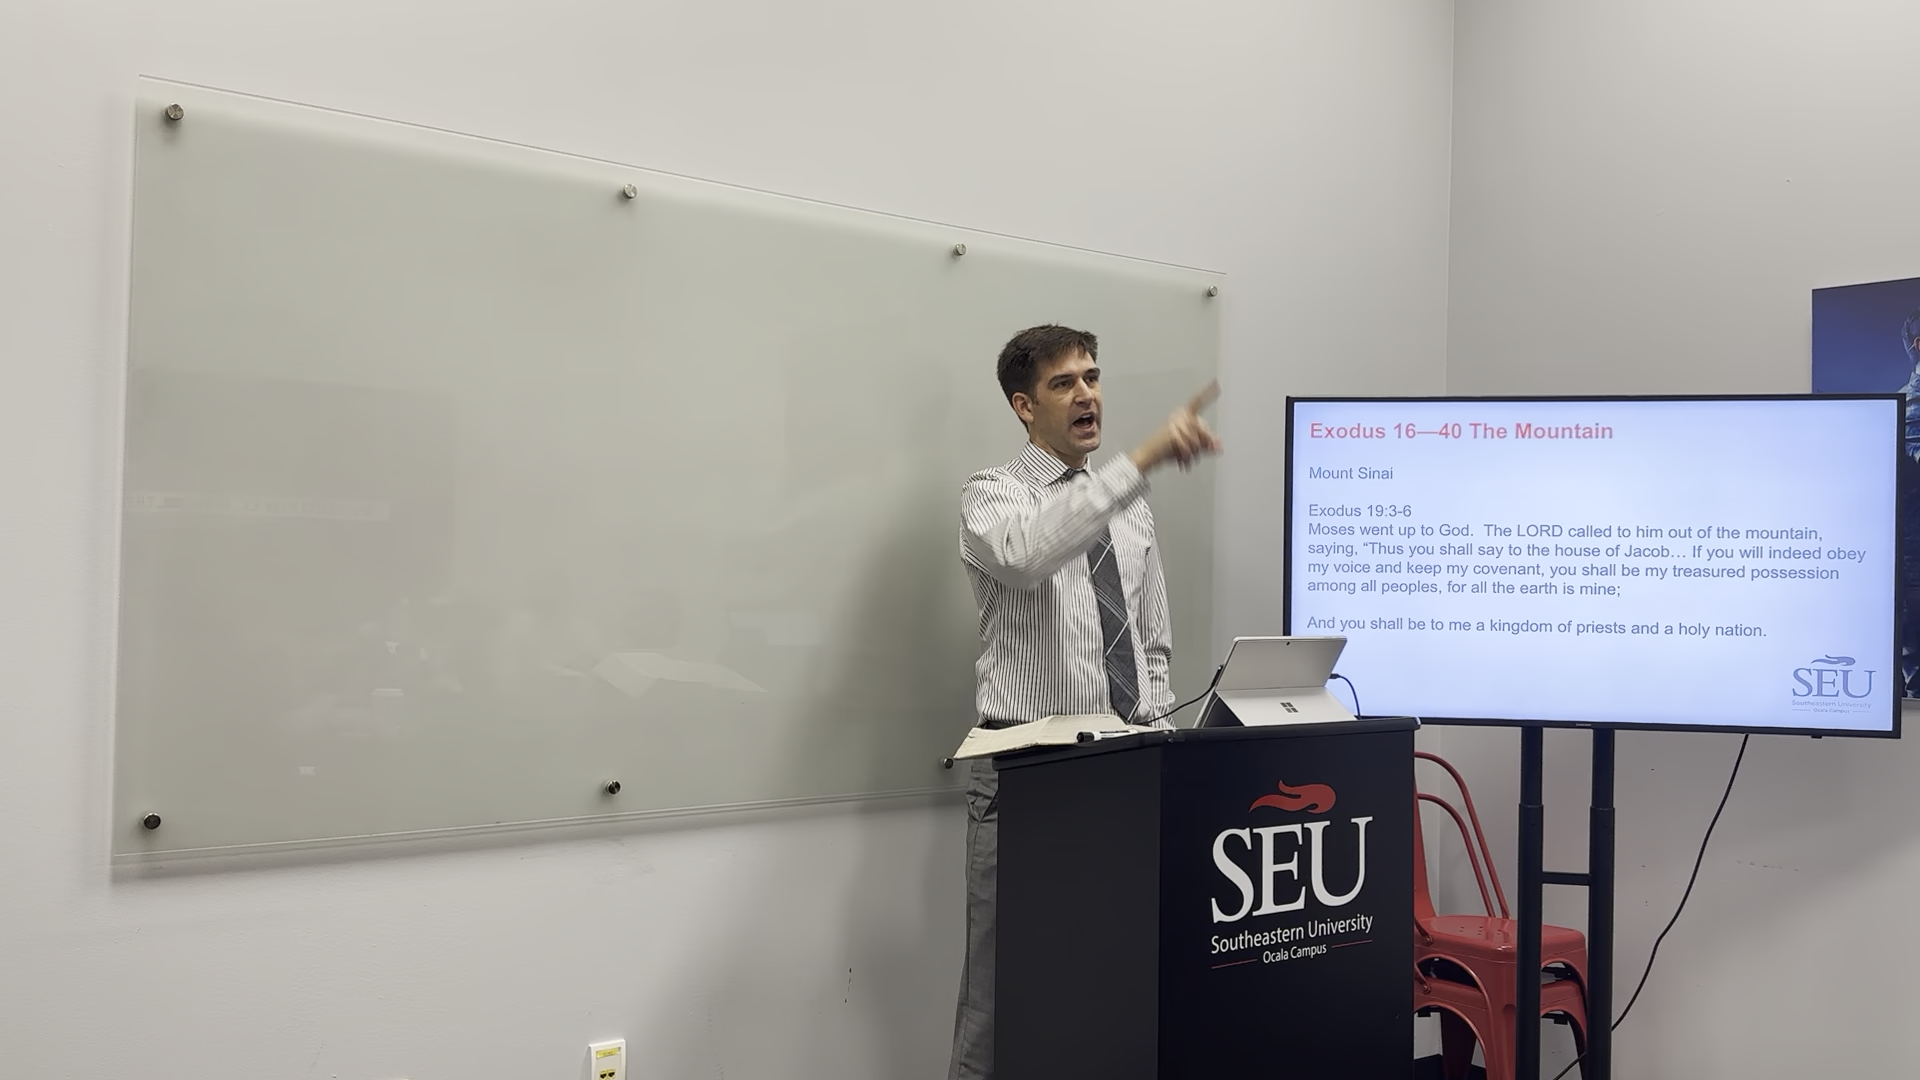 Exodus 16—40 The Mountain
Mount Sinai
Exodus 19:3-6
Moses went up to God.  The LORD called to him out of the mountain,
saying, “Thus you shall say to the house of Jacob… If you will indeed obey
my voice and keep my covenant, you shall be my treasured possession
among all peoples, for all the earth is mine;
And you shall be to me a kingdom of priests and a holy nation.
SEU
Southeastern University
Ocala Campus
SEU
Southeastern University
Ocala Campus